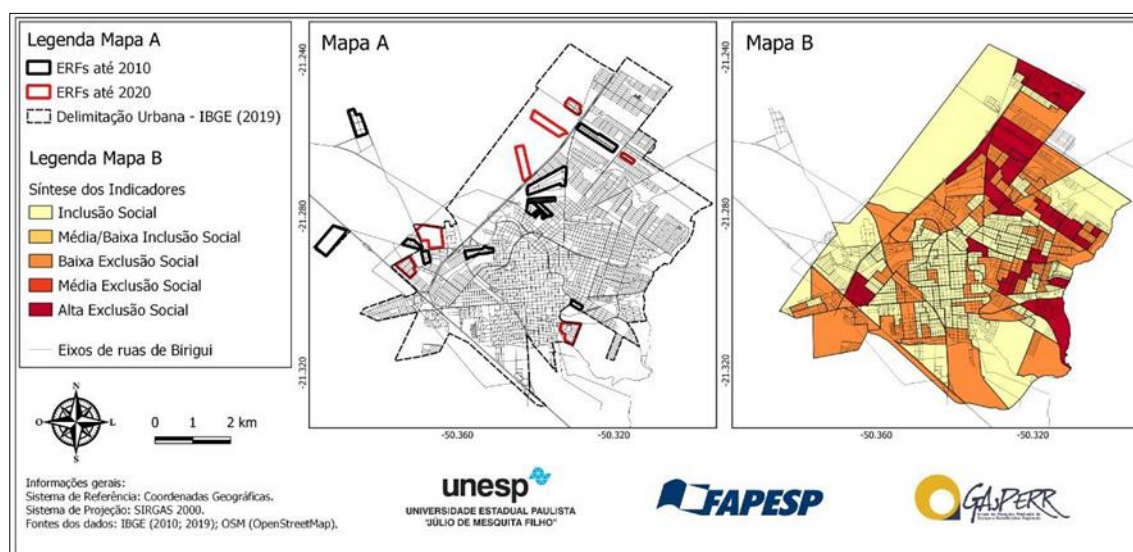 Legenda Mapa A
ERFs até 2010
ERFs até 2020
Delimitação Urbana - IBGE (2019)
Legenda Mapa B
Síntese dos Indicadores
Inclusão Social
Média/Baixa Inclusão Social
Baixa Exclusão Social
Média Exclusão Social
Alta Exclusão Social
Eixos de ruas de Birigui
N
O
L
S
0 1 2 km
Informações gerais:
Sistema de Referência: Coordenadas Geográficas.
Sistema de Projeção: SIRGAS 2000.
Fontes dos dados: IBGE (2010; 2019); OSM (OpenStreetMap).
Mapa A
-21.240
-21.280
-21.320
-50.360
-50.320
Mapa B
-21.240
-21.280
-21.320
-50.360
-50.320
unesp
UNIVERSIDADE ESTADUAL PAULISTA
"JÚLIO DE MESQUITA FILHO"
FAPESP
GAsPERR